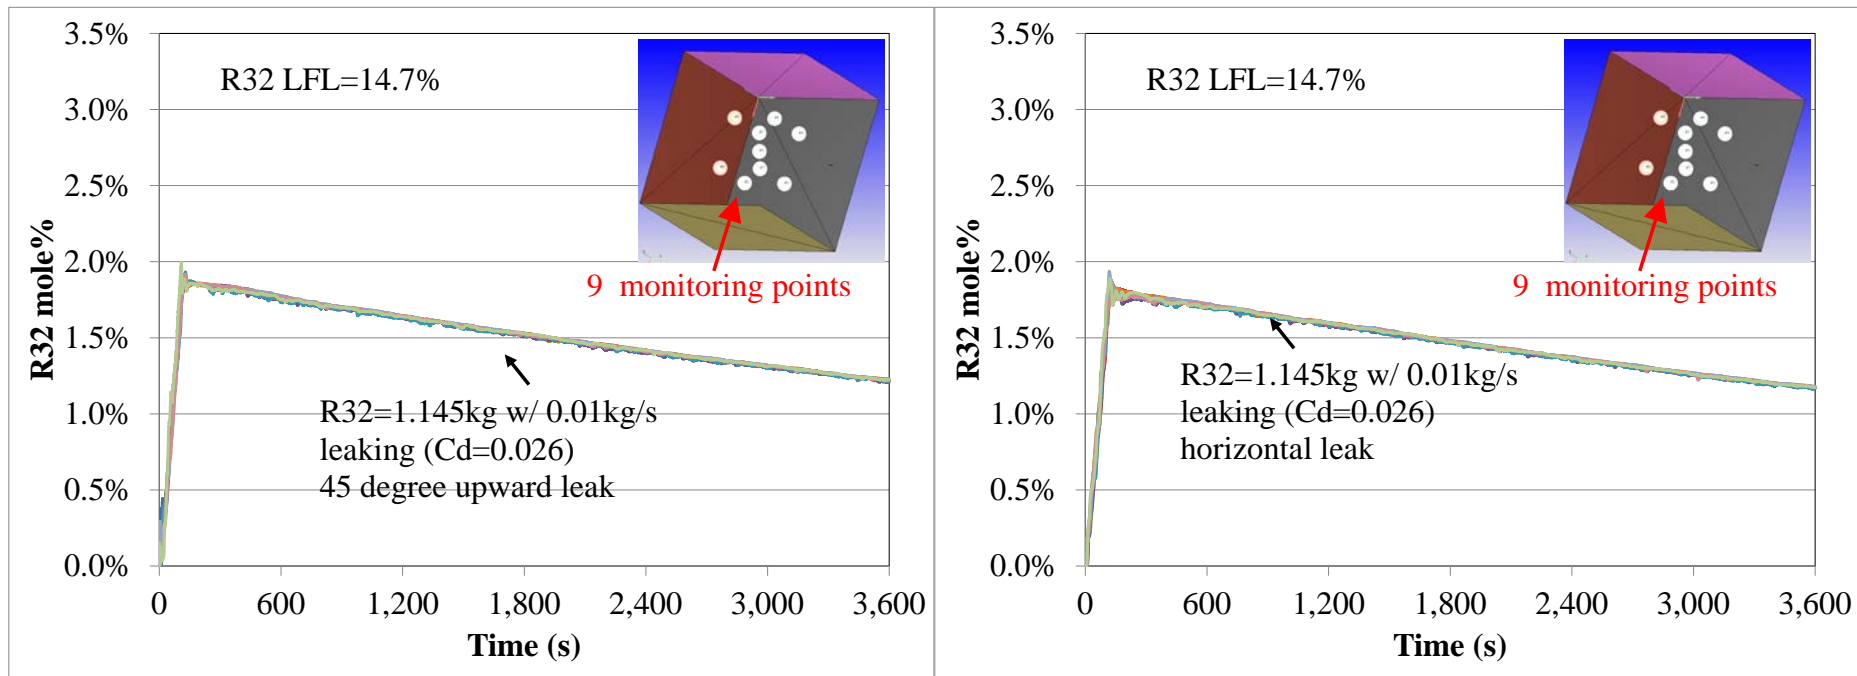 3.5%
3.0%
2.5%
2.0%
1.5%
1.0%
0.5%
0.0%
R32 mole%
R32 LFL=14.7%
9 monitoring points
R32=1.145kg w/ 0.01kg/s
leaking (Cd=0.026)
45 degree upward leak
0 600 1,200 1,800 2,400 3,000 3,600
Time (s)
3.5%
3.0%
2.5%
2.0%
1.5%
1.0%
0.5%
0.0%
R32 mole%
R32 LFL=14.7%
9 monitoring points
R32=1.145kg w/ 0.01kg/s
leaking (Cd=0.026)
horizontal leak
0 600 1,200 1,800 2,400 3,000 3,600
Time (s)